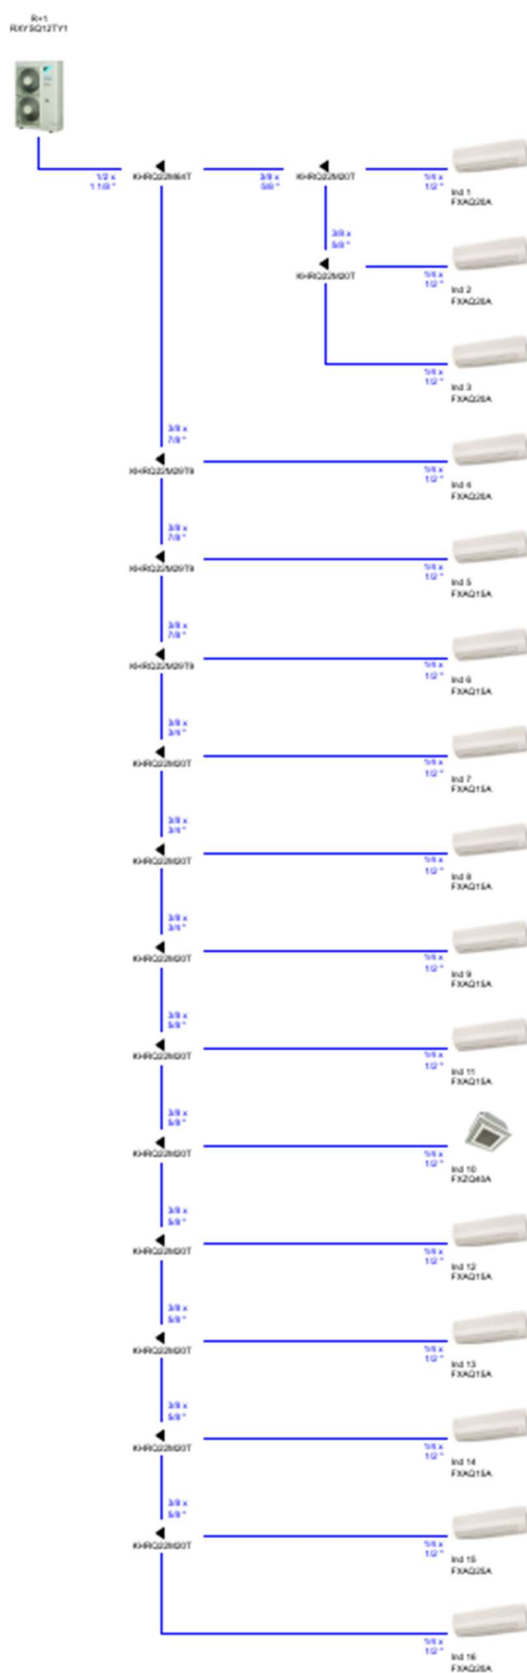 R+1
RXYSQ12TY1
1/2 x
1 1/8 "
KHRQ22M64T
3/8 x
5/8 "
KHRQ22M20T
1/4 x
1/2 "
Ind 1
FXAQ20A
3/8 x
5/8 "
KHRQ22M20T
1/4 x
1/2 "
Ind 2
FXAQ20A
1/4 x
1/2 "
Ind 3
FXAQ20A
3/8 x
7/8 "
KHRQ22M29T9
1/4 x
1/2 "
Ind 4
FXAQ20A
3/8 x
7/8 "
KHRQ22M29T9
1/4 x
1/2 "
Ind 5
FXAQ15A
3/8 x
7/8 "
KHRQ22M29T9
1/4 x
1/2 "
Ind 6
FXAQ15A
3/8 x
3/4 "
KHRQ22M20T
1/4 x
1/2 "
Ind 7
FXAQ15A
3/8 x
3/4 "
KHRQ22M20T
1/4 x
1/2 "
Ind 8
FXAQ15A
3/8 x
3/4 "
KHRQ22M20T
1/4 x
1/2 "
Ind 9
FXAQ15A
3/8 x
5/8 "
KHRQ22M20T
1/4 x
1/2 "
Ind 11
FXAQ15A
3/8 x
5/8 "
KHRQ22M20T
1/4 x
1/2 "
Ind 10
FXZQ40A
3/8 x
5/8 "
KHRQ22M20T
1/4 x
1/2 "
Ind 12
FXAQ15A
3/8 x
5/8 "
KHRQ22M20T
1/4 x
1/2 "
Ind 13
FXAQ15A
3/8 x
5/8 "
KHRQ22M20T
1/4 x
1/2 "
Ind 14
FXAQ15A
3/8 x
5/8 "
KHRQ22M20T
1/4 x
1/2 "
Ind 15
FXAQ25A
1/4 x
1/2 "
Ind 16
FXAQ20A